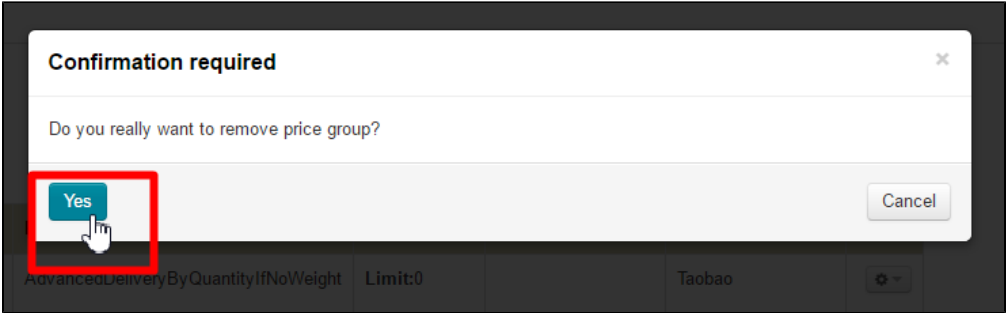 Confirmation required ×
Do you really want to remove price group?
Yes Cancel
AdvancedDeliveryByQuantityIfNoWeight Limit:0 Taobao